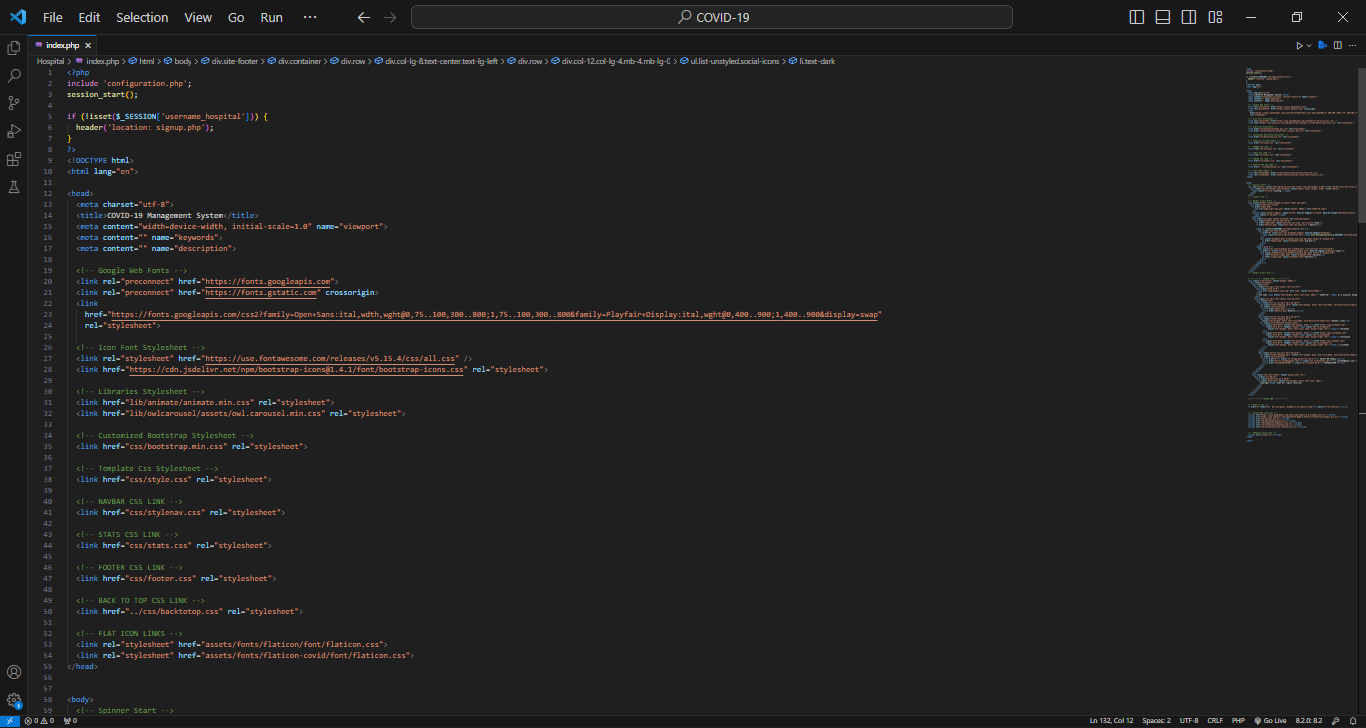 File Edit Selection View Go Run ··· COVID-19
index.php
Hospital > index.php > html > body > div.site-footer > div.container > div.row > div.col-lg-8.text-center.text-lg-left > div.row > div.col-12.col-lg-4.mb-4.mb-lg-0 > ul.list-unstyled.social-icons > li.text-dark
1 <?php
2 include 'configuration.php';
3 session_start();
4
5 if (!isset($_SESSION['username_hospital'])) {
6 header('location: signup.php');
7 }
8 ?>
9 <!DOCTYPE html>
10 <html lang="en">
11
12 <head>
13 <meta charset="utf-8">
14 <title>COVID-19 Management System</title>
15 <meta content="width=device-width, initial-scale=1.0" name="viewport">
16 <meta content="" name="keywords">
17 <meta content="" name="description">
18
19 <!-- Google Web Fonts -->
20 <link rel="preconnect" href="https://fonts.googleapis.com">
21 <link rel="preconnect" href="https://fonts.gstatic.com" crossorigin>
22 <link
23 href="https://fonts.googleapis.com/css2?family=Open+Sans:ital,wdth,wght@0,75..100,300..800;1,75..100,300..800&family=Playfair+Display:ital,wght@0,400..900;1,400..900&display=swap"
24 rel="stylesheet">
25
26 <!-- Icon Font Stylesheet -->
27 <link rel="stylesheet" href="https://use.fontawesome.com/releases/v5.15.4/css/all.css" />
28 <link href="https://cdn.jsdelivr.net/npm/bootstrap-icons@1.4.1/font/bootstrap-icons.css" rel="stylesheet">
29
30 <!-- Libraries Stylesheet -->
31 <link href="lib/animate/animate.min.css" rel="stylesheet">
32 <link href="lib/owlcarousel/assets/owl.carousel.min.css" rel="stylesheet">
33
34 <!-- Customized Bootstrap Stylesheet -->
35 <link href="css/bootstrap.min.css" rel="stylesheet">
36
37 <!-- Template Css Stylesheet -->
38 <link href="css/style.css" rel="stylesheet">
39
40 <!-- NAVBAR CSS LINK -->
41 <link href="css/stylenav.css" rel="stylesheet">
42
43 <!-- STATS CSS LINK -->
44 <link href="css/stats.css" rel="stylesheet">
45
46 <!-- FOOTER CSS LINK -->
47 <link href="css/footer.css" rel="stylesheet">
48
49 <!-- BACK TO TOP CSS LINK -->
50 <link href="../css/backtotop.css" rel="stylesheet">
51
52 <!-- FLAT ICON LINKS -->
53 <link rel="stylesheet" href="assets/fonts/flaticon/font/flaticon.css">
54 <link rel="stylesheet" href="assets/fonts/flaticon-covid/font/flaticon.css">
55 </head>
56
57
58 <body>
59 <!-- Spinner Start -->
0 0 0 Ln 132, Col 12 Spaces: 2 UTF-8 CRLF PHP Go Live 8.2.0: 8.2